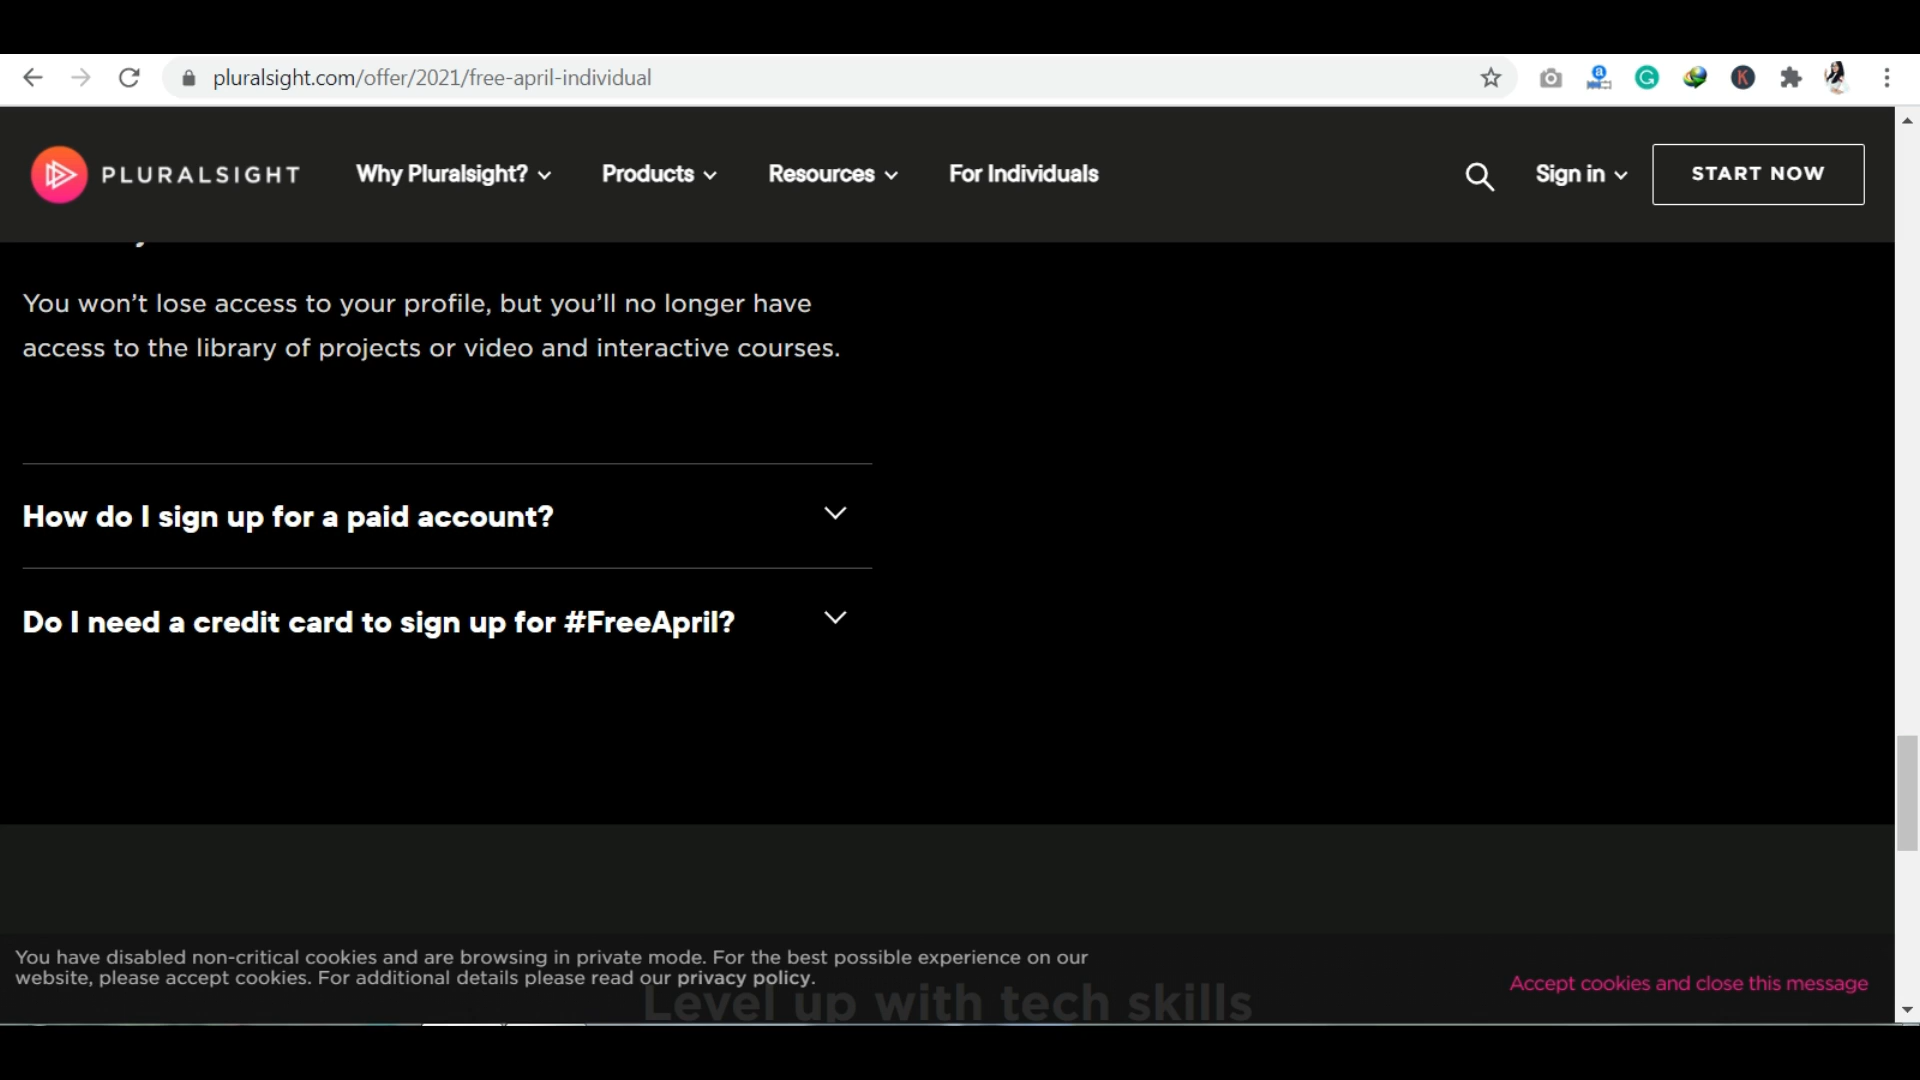 pluralsight.com/offer/2021/free-april-individual
PLURALSIGHT
Why Pluralsight?
Products
Resources
For Individuals
Sign in
START NOW
You won’t lose access to your profile, but you’ll no longer have
access to the library of projects or video and interactive courses.
How do I sign up for a paid account?
Do I need a credit card to sign up for #FreeApril?
You have disabled non-critical cookies and are browsing in private mode. For the best possible experience on our
website, please accept cookies. For additional details please read our privacy policy.
Accept cookies and close this message
Level up with tech skills